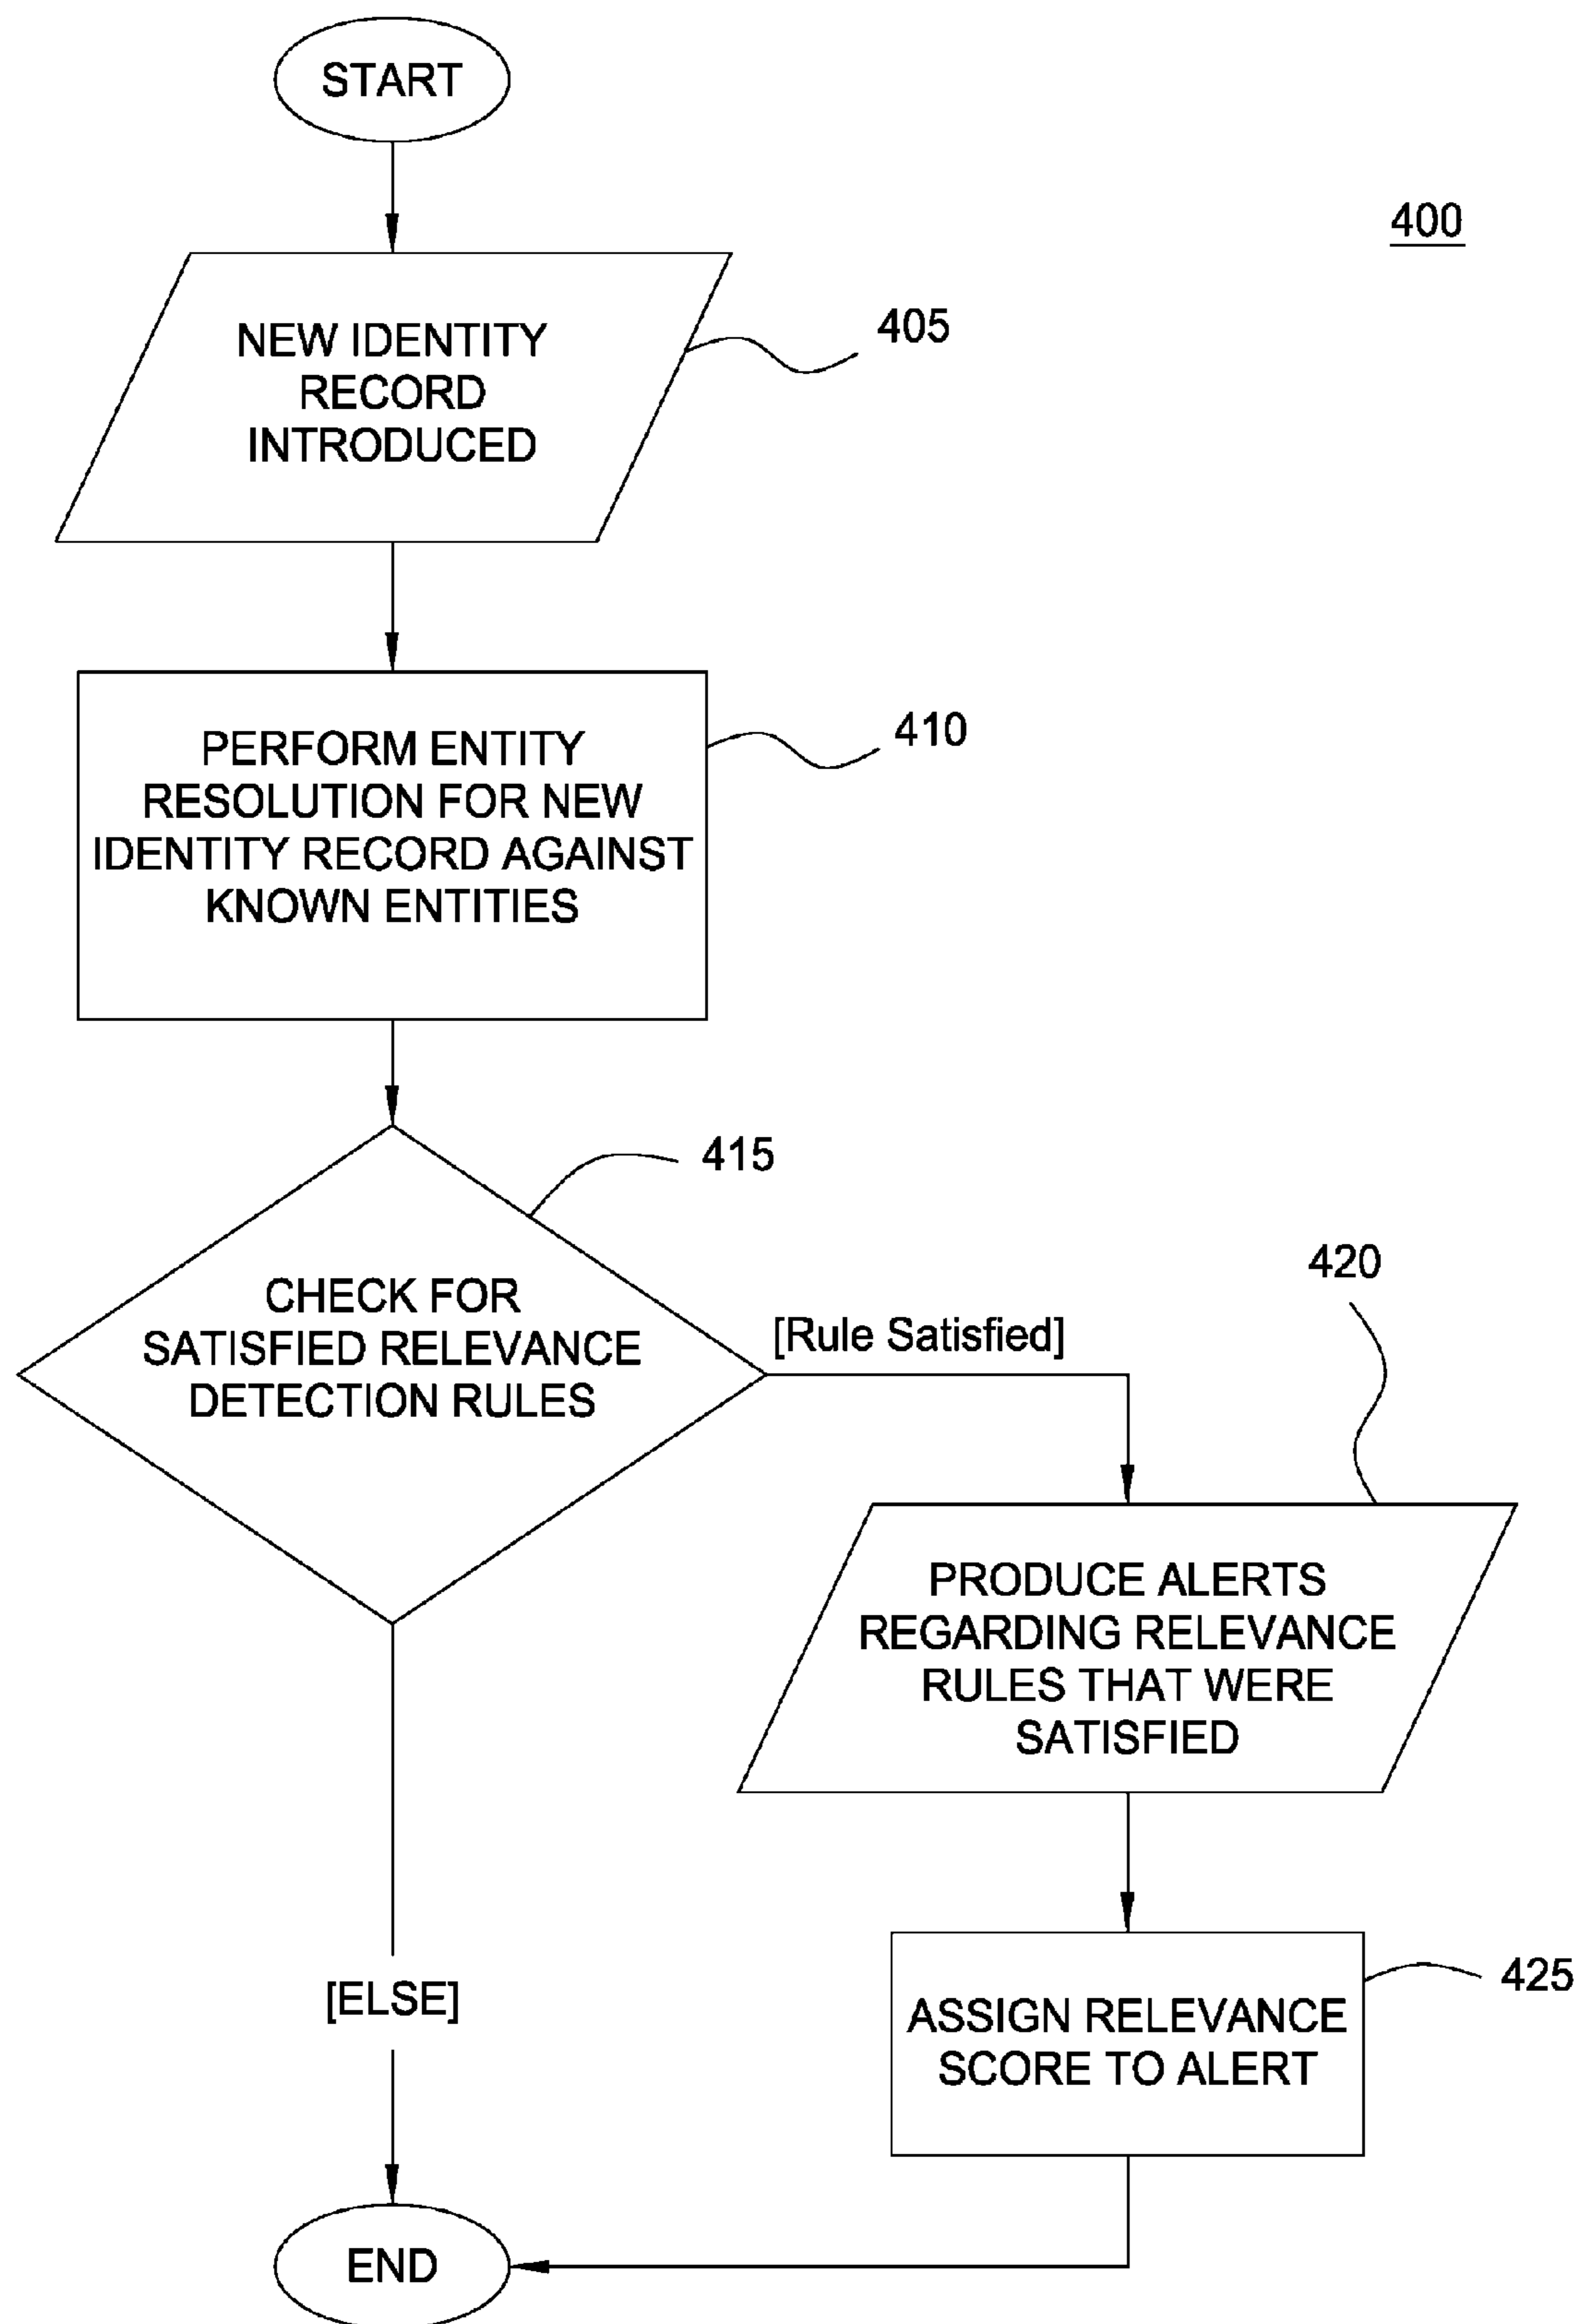 START
400
NEW IDENTITY
RECORD
INTRODUCED
405
PERFORM ENTITY
RESOLUTION FOR NEW
IDENTITY RECORD AGAINST
KNOWN ENTITIES
410
CHECK FOR
SATISFIED RELEVANCE
DETECTION RULES
415
[Rule Satisfied]
420
PRODUCE ALERTS
REGARDING RELEVANCE
RULES THAT WERE
SATISFIED
ASSIGN RELEVANCE
SCORE TO ALERT
425
[ELSE]
END